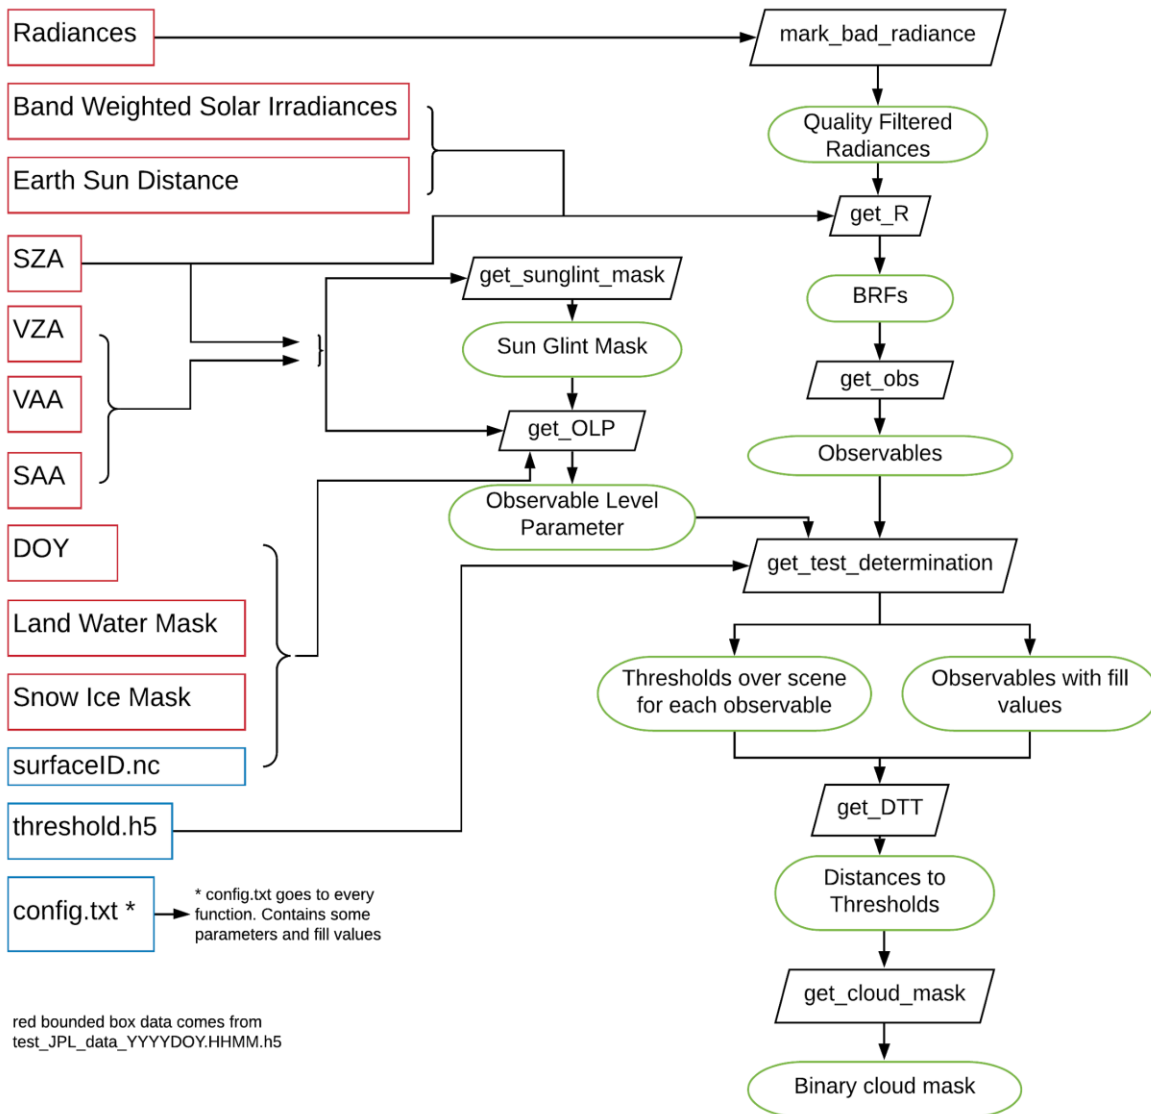 Radiances
mark_bad_radiance
Band Weighted Solar Irradiances
Quality Filtered
Radiances
Earth Sun Distance
get_R
SZA
get_sunglint_mask
BRFs
VZA
Sun Glint Mask
get_obs
VAA
get_OLP
Observables
SAA
Observable Level
Parameter
DOY
get_test_determination
Land Water Mask
Thresholds over scene
for each observable
Observables with fill
values
Snow Ice Mask
surfaceID.nc
threshold.h5
get_DTT
config.txt *
* config.txt goes to every
function. Contains some
parameters and fill values
Distances to
Thresholds
get_cloud_mask
red bounded box data comes from
test_JPL_data_YYYYDOY.HHMM.h5
Binary cloud mask